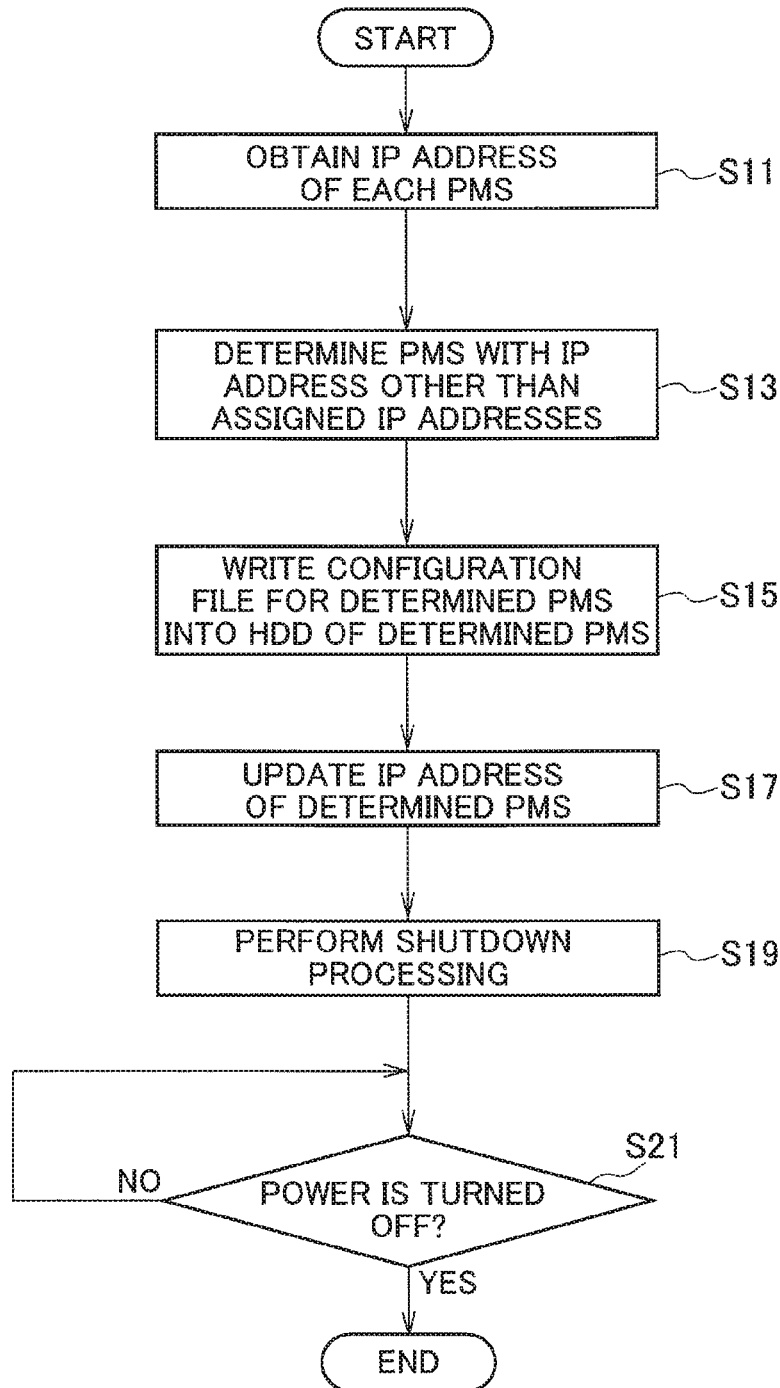 START
OBTAIN IP ADDRESS
OF EACH PMS
S11
DETERMINE PMS WITH IP
ADDRESS OTHER THAN
ASSIGNED IP ADDRESSES
S13
WRITE CONFIGURATION
FILE FOR DETERMINED PMS
INTO HDD OF DETERMINED PMS
S15
UPDATE IP ADDRESS
OF DETERMINED PMS
S17
PERFORM SHUTDOWN
PROCESSING
S19
S21
NO
POWER IS TURNED
OFF?
YES
END